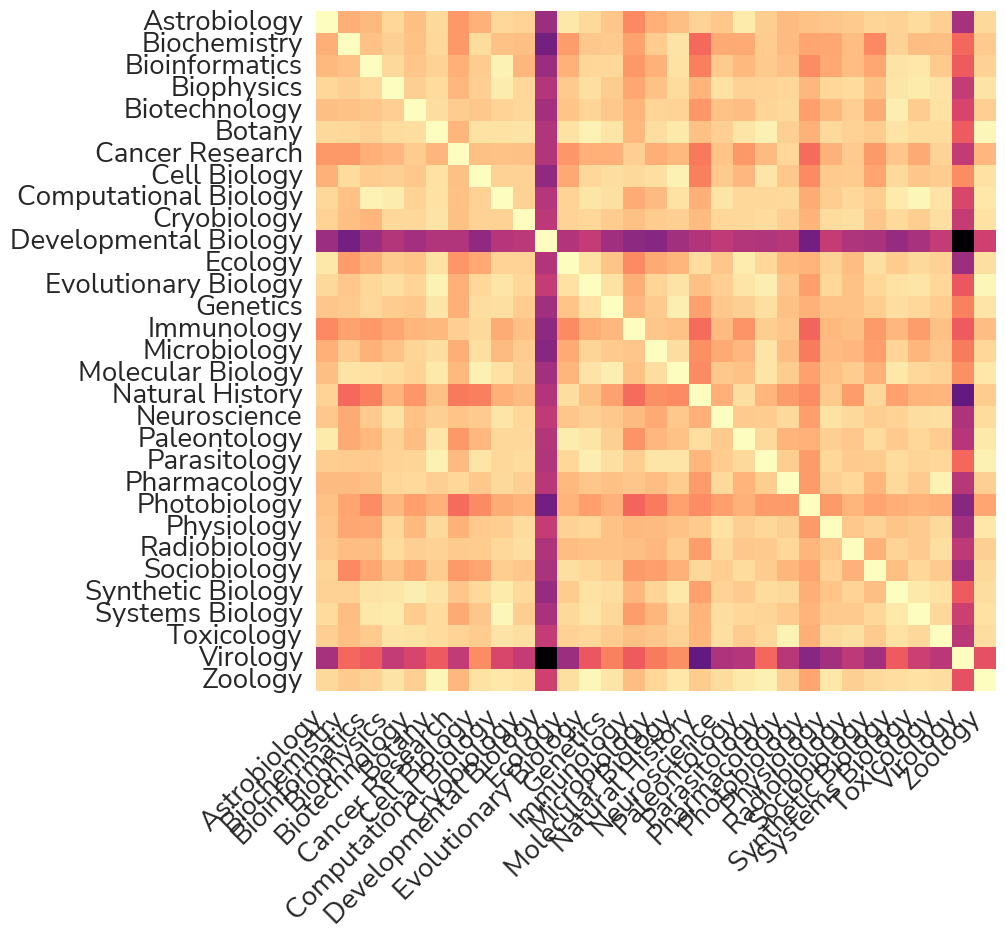 Astrobiology
Biochemistry
Bioinformatics
Biophysics
Biotechnology
Botany
Cancer Research
Cell Biology
Computational Biology
Cryobiology
Developmental Biology
Ecology
Evolutionary Biology
Genetics
Immunology
Microbiology
Molecular Biology
Natural History
Neuroscience
Paleontology
Parasitology
Pharmacology
Photobiology
Physiology
Radiobiology
Sociobiology
Synthetic Biology
Systems Biology
Toxicology
Virology
Zoology
Astrobiology
Biochemistry
Bioinformatics
Biophysics
Biotechnology
Botany
Cancer Research
Cell Biology
Computational Biology
Cryobiology
Developmental Biology
Ecology
Evolutionary Biology
Genetics
Immunology
Microbiology
Molecular Biology
Natural History
Neuroscience
Paleontology
Parasitology
Pharmacology
Photobiology
Physiology
Radiobiology
Sociobiology
Synthetic Biology
Systems Biology
Toxicology
Virology
Zoology